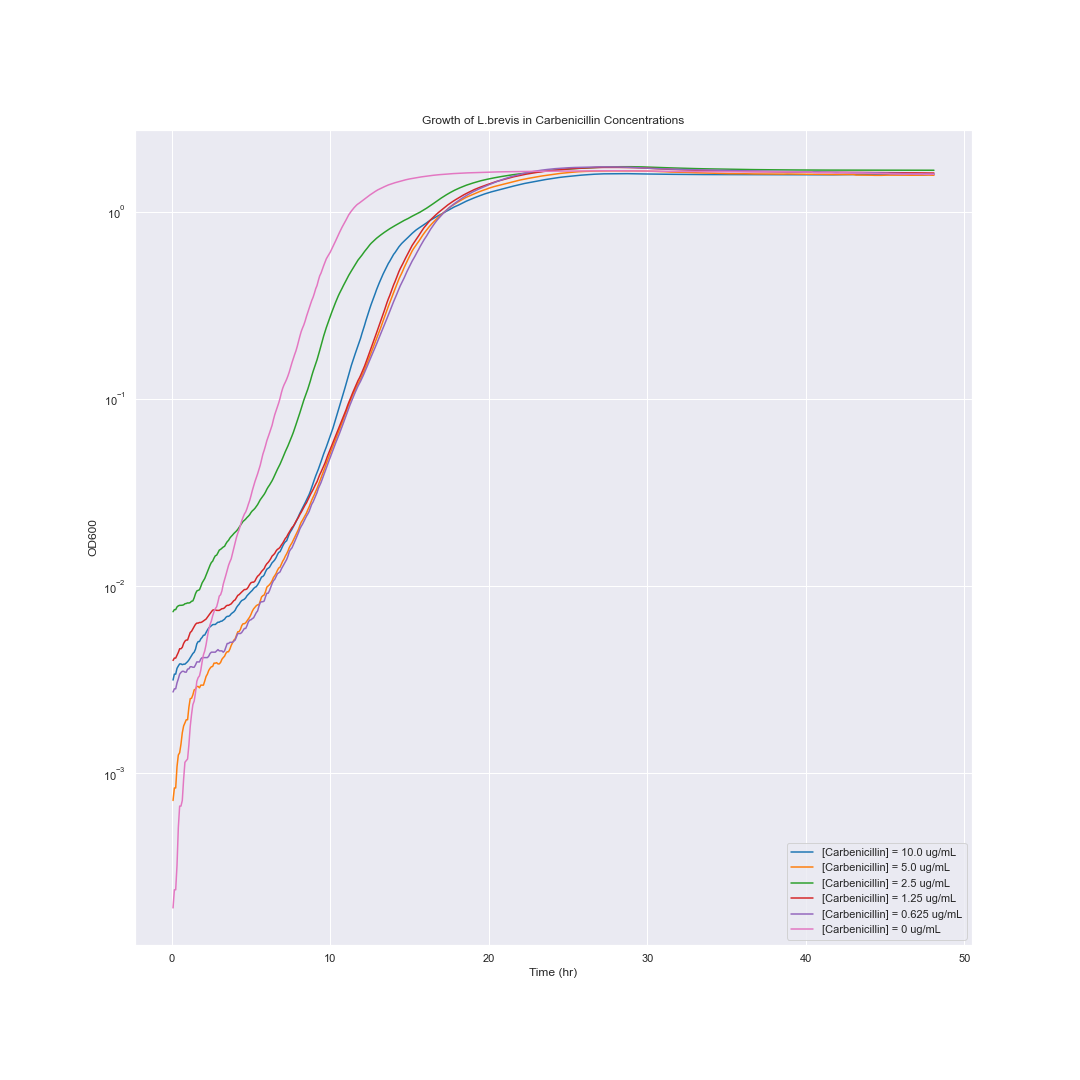 Growth of L.brevis in Carbenicillin Concentrations
OD600
10⁰
10⁻¹
10⁻²
10⁻³
0 10 20 30 40 50
Time (hr)
[Carbenicillin] = 10.0 ug/mL
[Carbenicillin] = 5.0 ug/mL
[Carbenicillin] = 2.5 ug/mL
[Carbenicillin] = 1.25 ug/mL
[Carbenicillin] = 0.625 ug/mL
[Carbenicillin] = 0 ug/mL